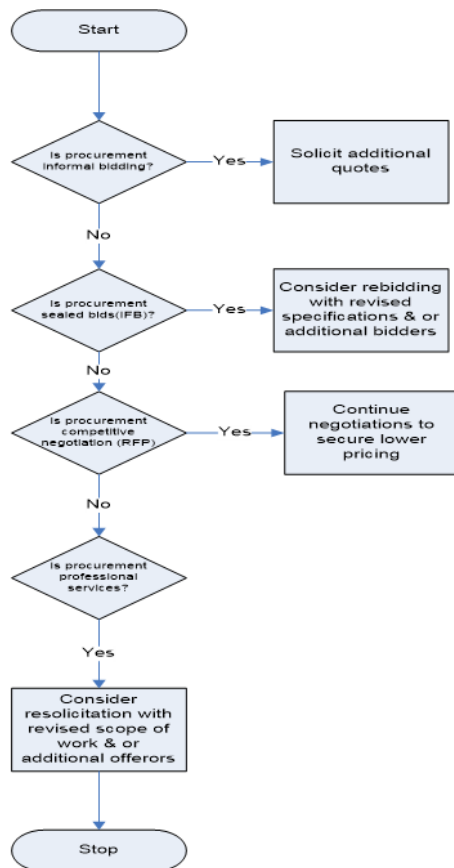 Start
Is procurement
informal bidding?
Yes
Solicit additional
quotes
No
Is procurement
sealed bids(IFB)?
Yes
Consider rebidding
with revised
specifications & or
additional bidders
No
Is procurement
competitive
negotiation (RFP)
Yes
Continue
negotiations to
secure lower
pricing
No
Is procurement
professional
services?
Yes
Consider
resolicitation with
revised scope of
work & or
additional offerors
Stop